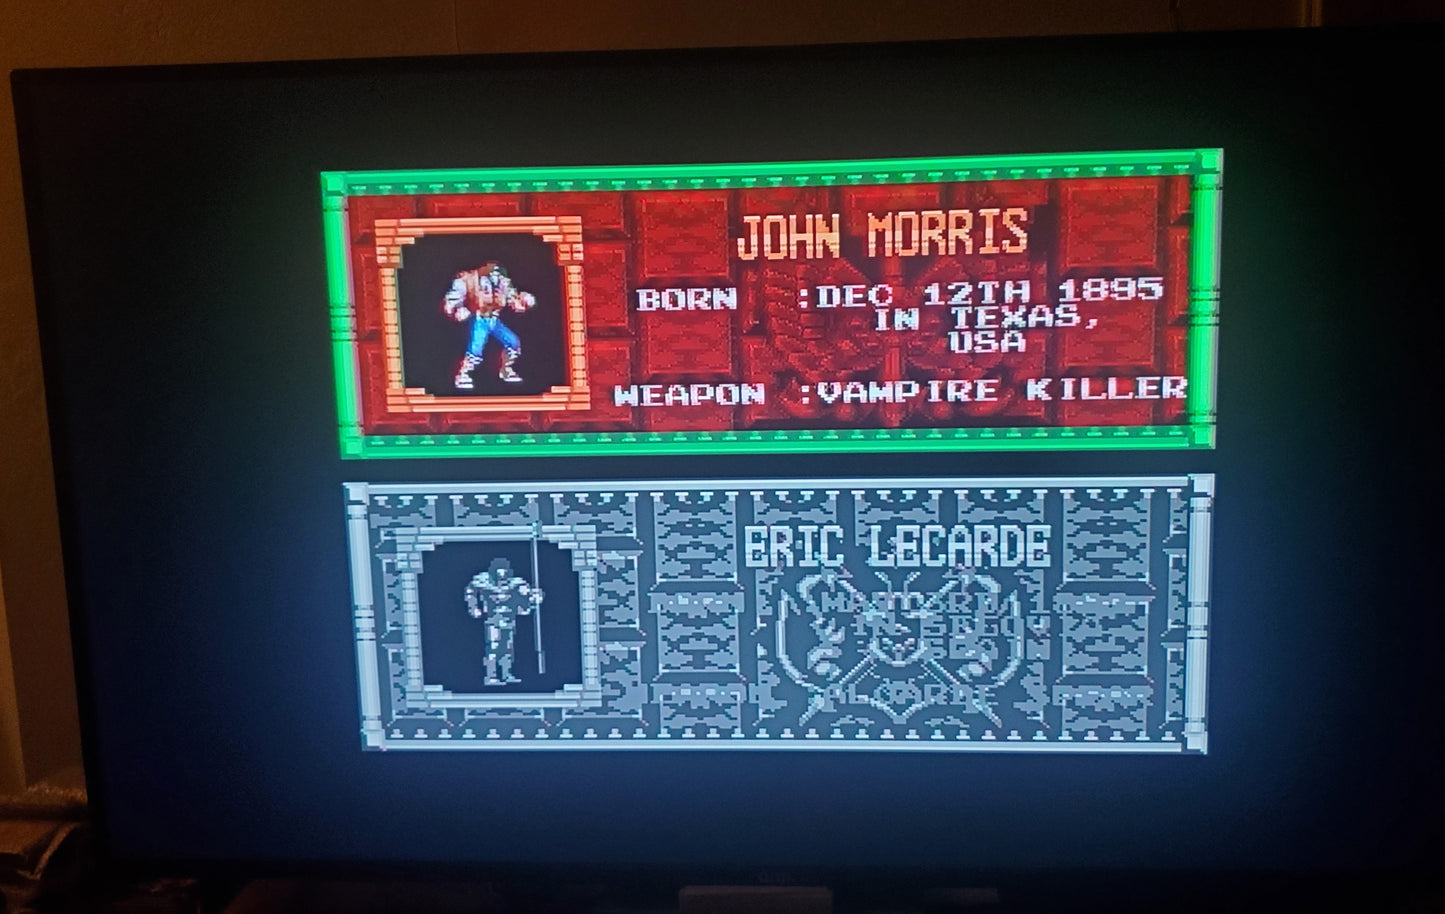 JOHN MORRIS
BORN :DEC 12TH 1895
IN TEXAS,
USA
WEAPON :VAMPIRE KILLER
ERIC LECARDE